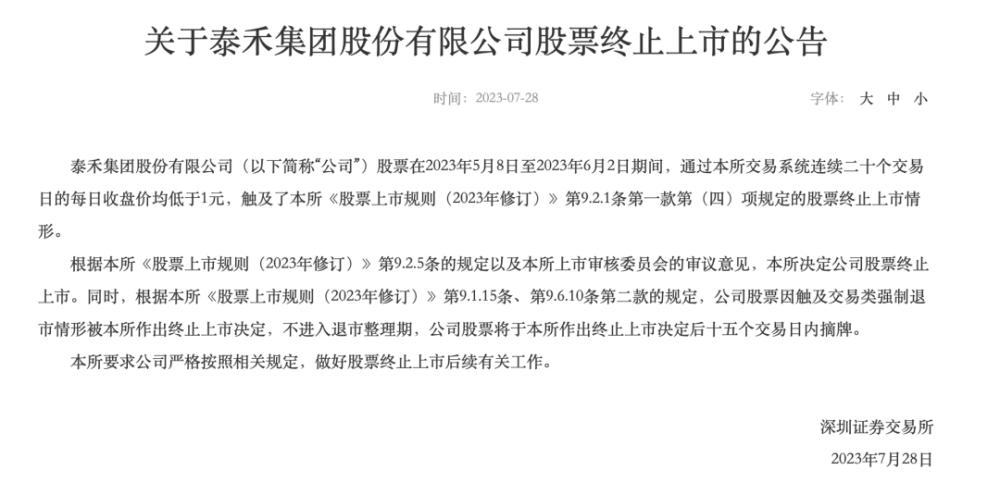 关于泰禾集团股份有限公司股票终止上市的公告
时间：2023-07-28
字体： 大 中 小
泰禾集团股份有限公司（以下简称“公司”）股票在2023年5月8日至2023年6月2日期间，通过本所交易系统连续二十个交易
日的每日收盘价均低于1元，触及了本所《股票上市规则（2023年修订）》第9.2.1条第一款第（四）项规定的股票终止上市情
形。
根据本所《股票上市规则（2023年修订）》第9.2.5条的规定以及本所上市审核委员会的审议意见，本所决定公司股票终止
上市。同时，根据本所《股票上市规则（2023年修订）》第9.1.15条、第9.6.10条第二款的规定，公司股票因触及交易类强制退
市情形被本所作出终止上市决定，不进入退市整理期，公司股票将于本所作出终止上市决定后十五个交易日内摘牌。
本所要求公司严格按照相关规定，做好股票终止上市后续有关工作。
深圳证券交易所
2023年7月28日